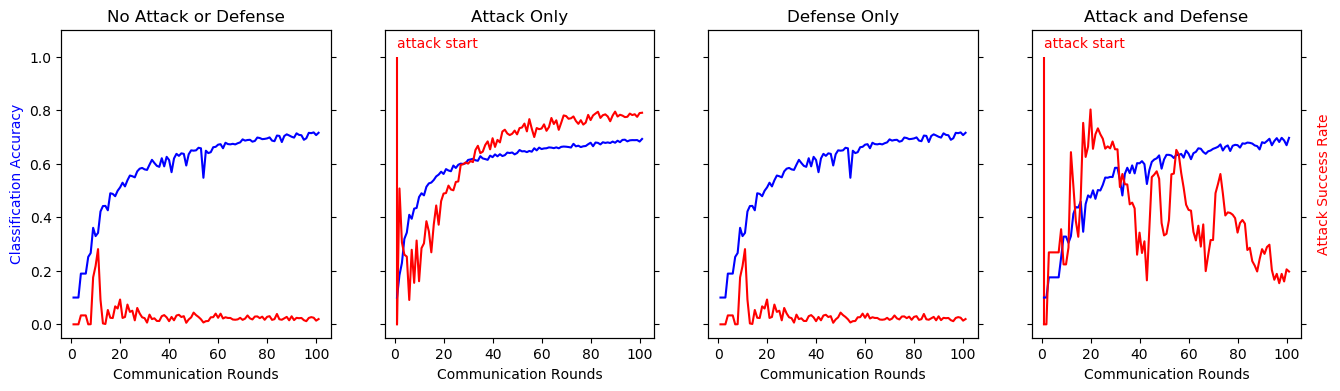 No Attack or Defense
Attack Only
Defense Only
Attack and Defense
attack start
attack start
1.0
0.8
0.6
0.4
0.2
0.0
Classification Accuracy
Attack Success Rate
0 20 40 60 80 100
0 20 40 60 80 100
0 20 40 60 80 100
0 20 40 60 80 100
Communication Rounds
Communication Rounds
Communication Rounds
Communication Rounds